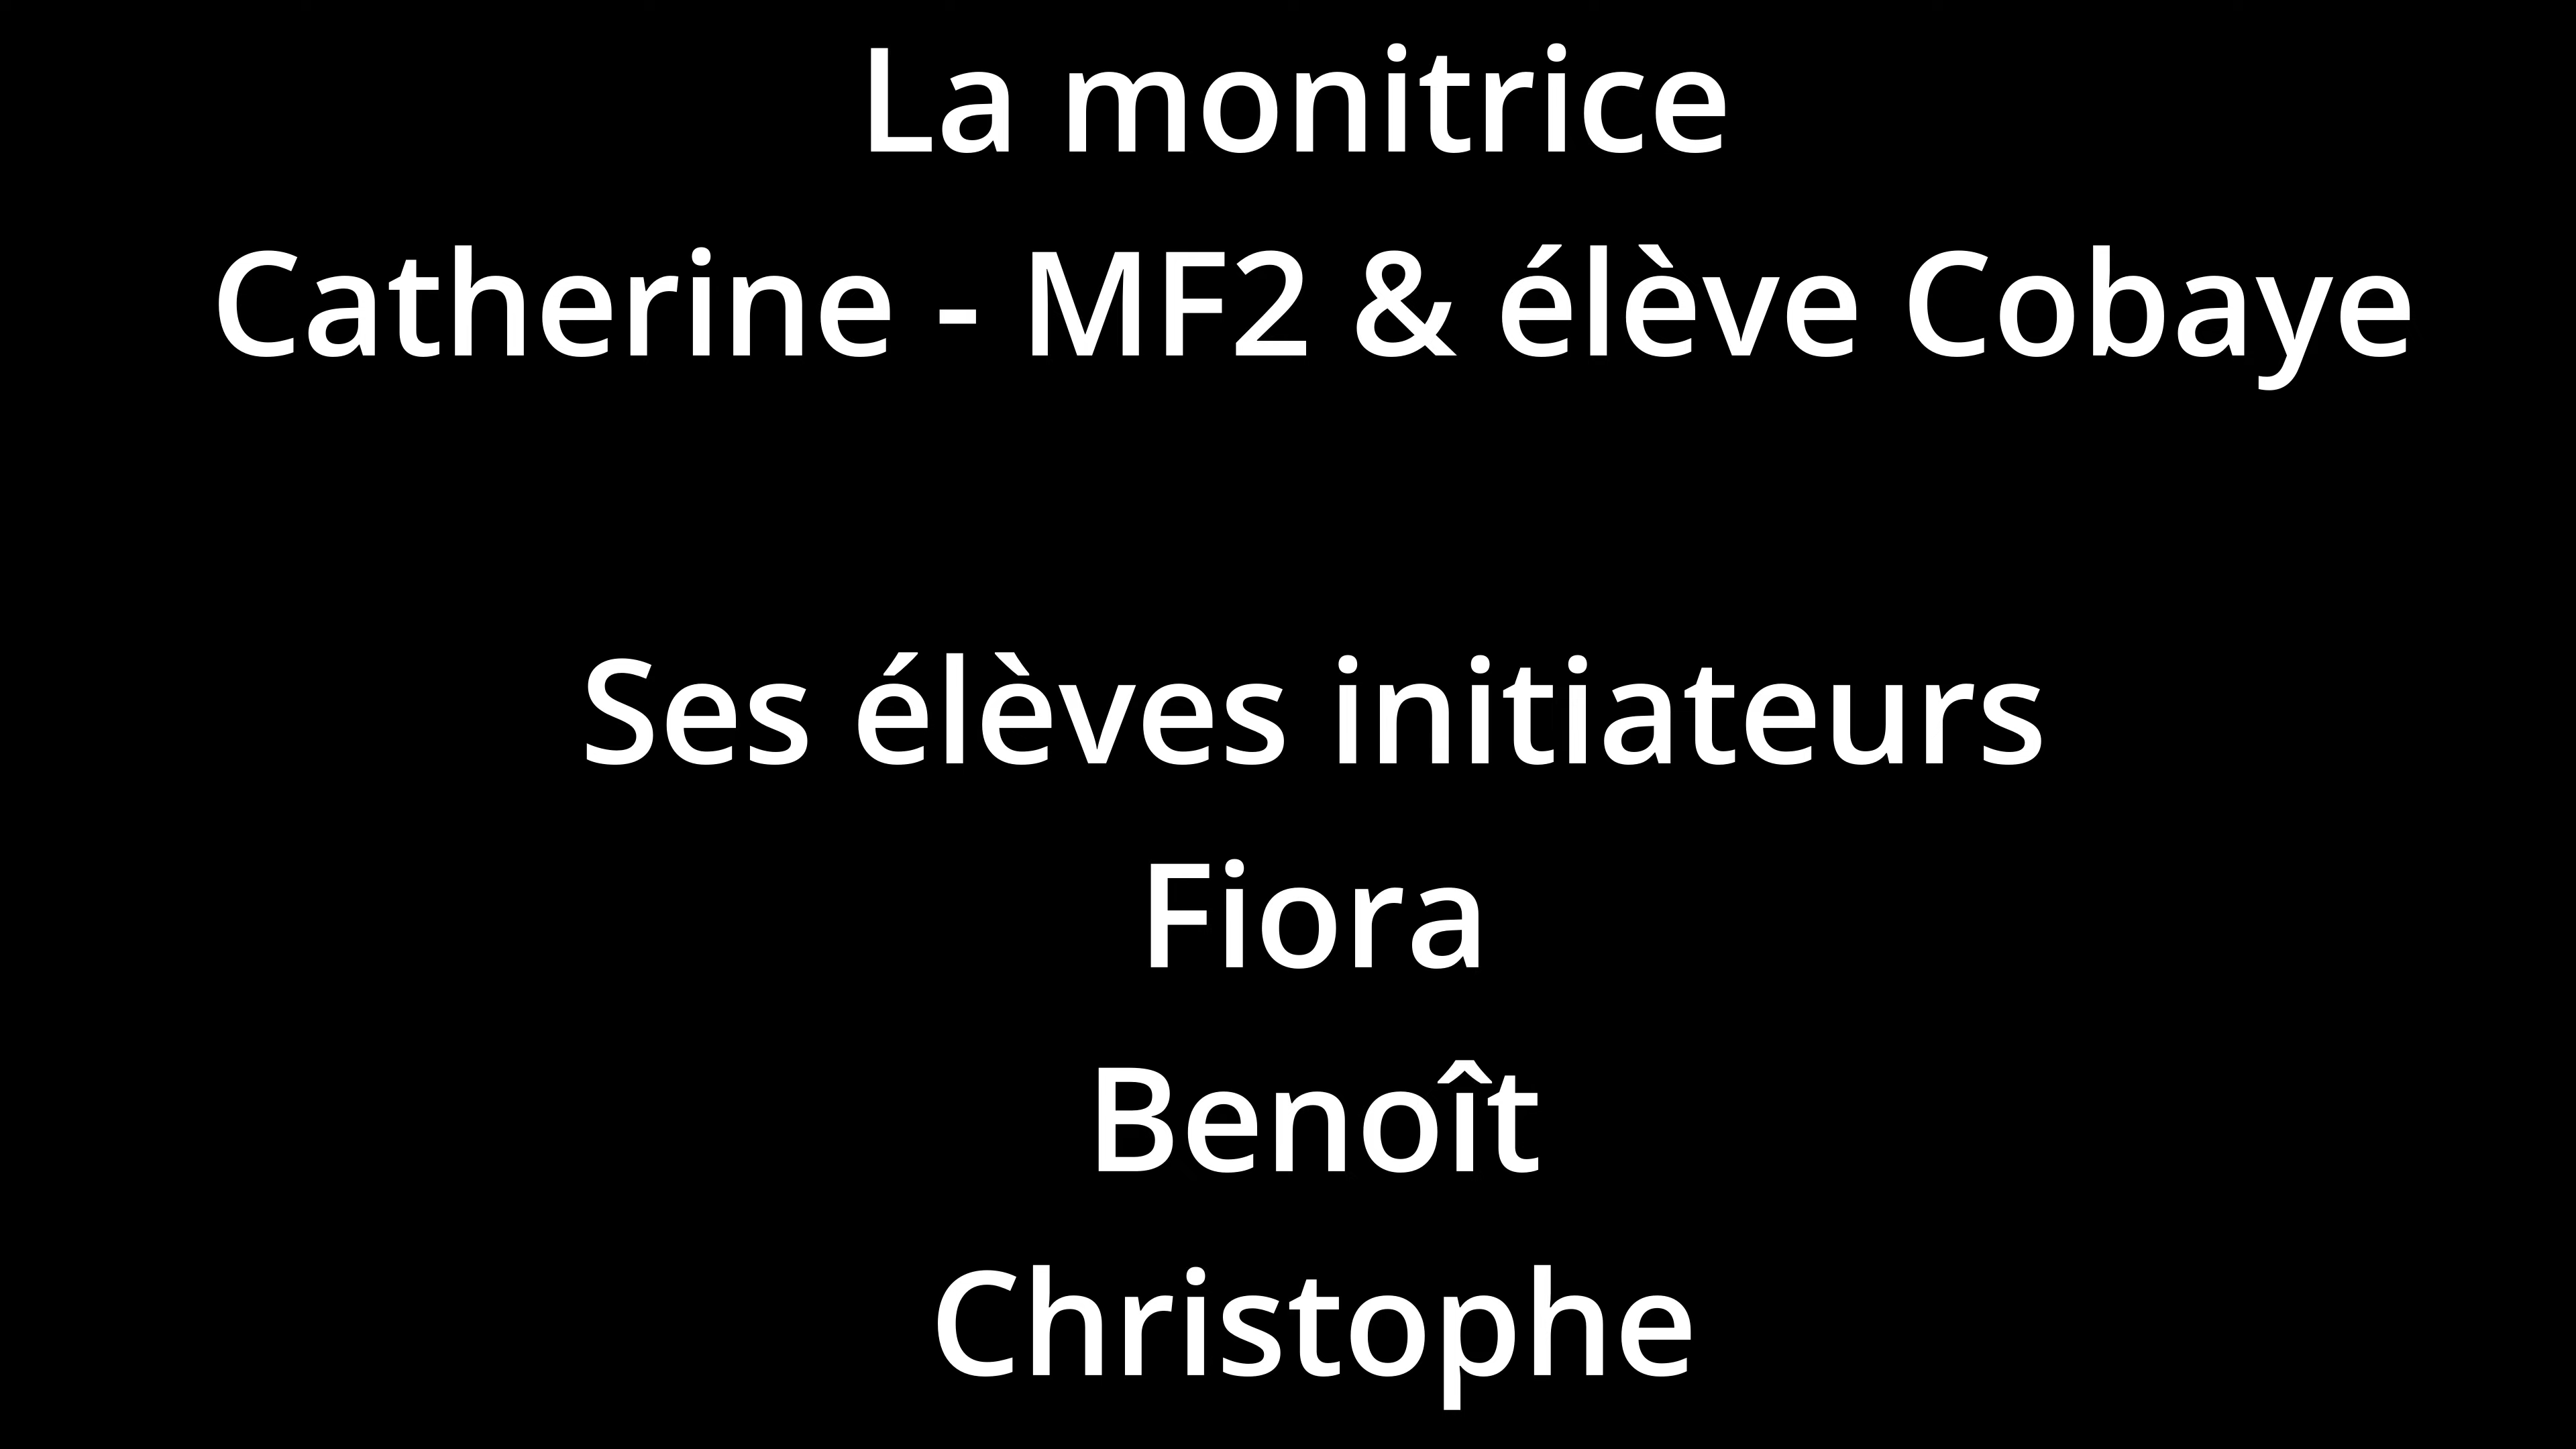 La monitrice
Catherine - MF2 & élève Cobaye
Ses élèves initiateurs
Fiora
Benoît
Christophe